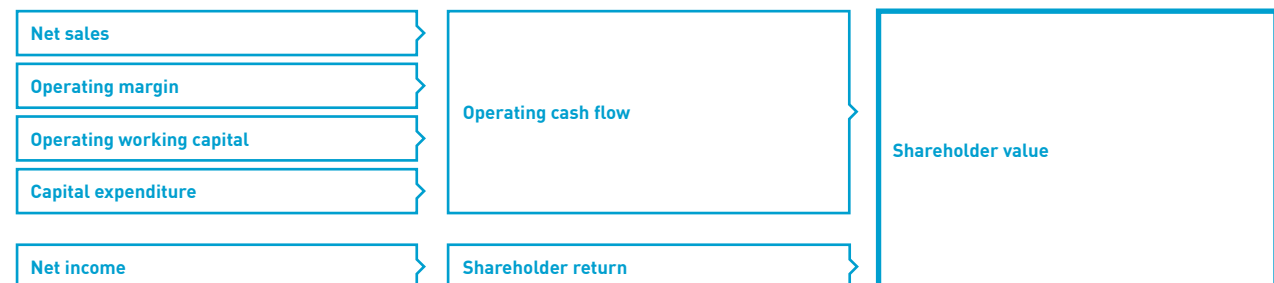 Net sales
Operating margin
Operating working capital
Capital expenditure
Operating cash flow
Shareholder value
Net income
Shareholder return